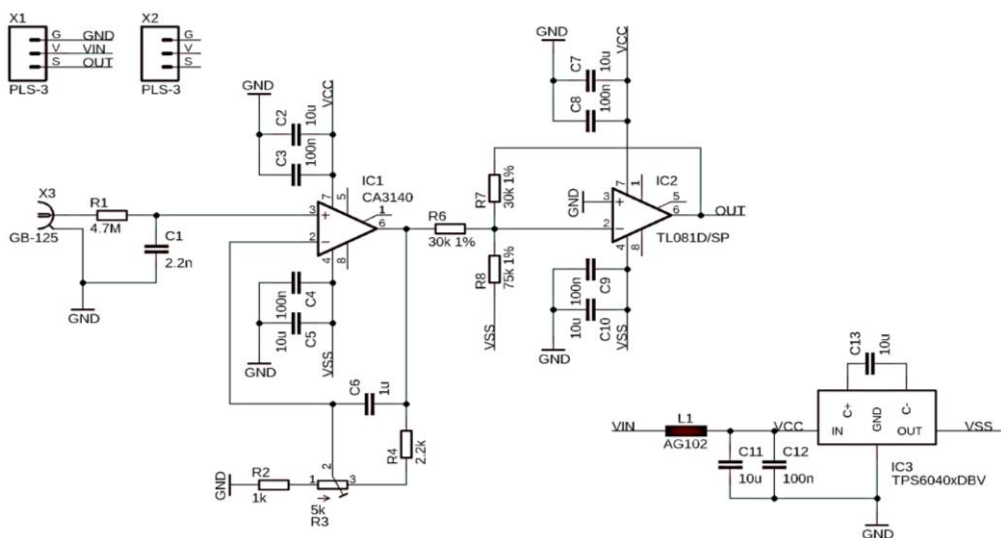 X1
G GND
V VIN
S OUT
PLS-3
X2
G
V
S
PLS-3
GND
C2
10u
C3
100n
VCC
IC1
CA3140
7
5
3
+
1
6
2
−
4
8
X3
GB-125
R1
4.7M
C1
2.2n
GND
100n
C4
10u
C5
GND
VSS
C6
1u
R4
2.2k
GND
R2
1k
1
2
3
5k
R3
R6
30k 1%
R7
30k 1%
R8
75k 1%
VSS
GND
C7
10u
C8
100n
VCC
GND
7
1
IC2
5
3
+
6
OUT
2
−
TL081D/SP
4
8
100n
C9
10u
C10
GND
VSS
C13
10u
C+
GND
C-
IN
OUT
VSS
IC3
TPS6040xDBV
VIN
L1
AG102
VCC
C11
10u
C12
100n
GND